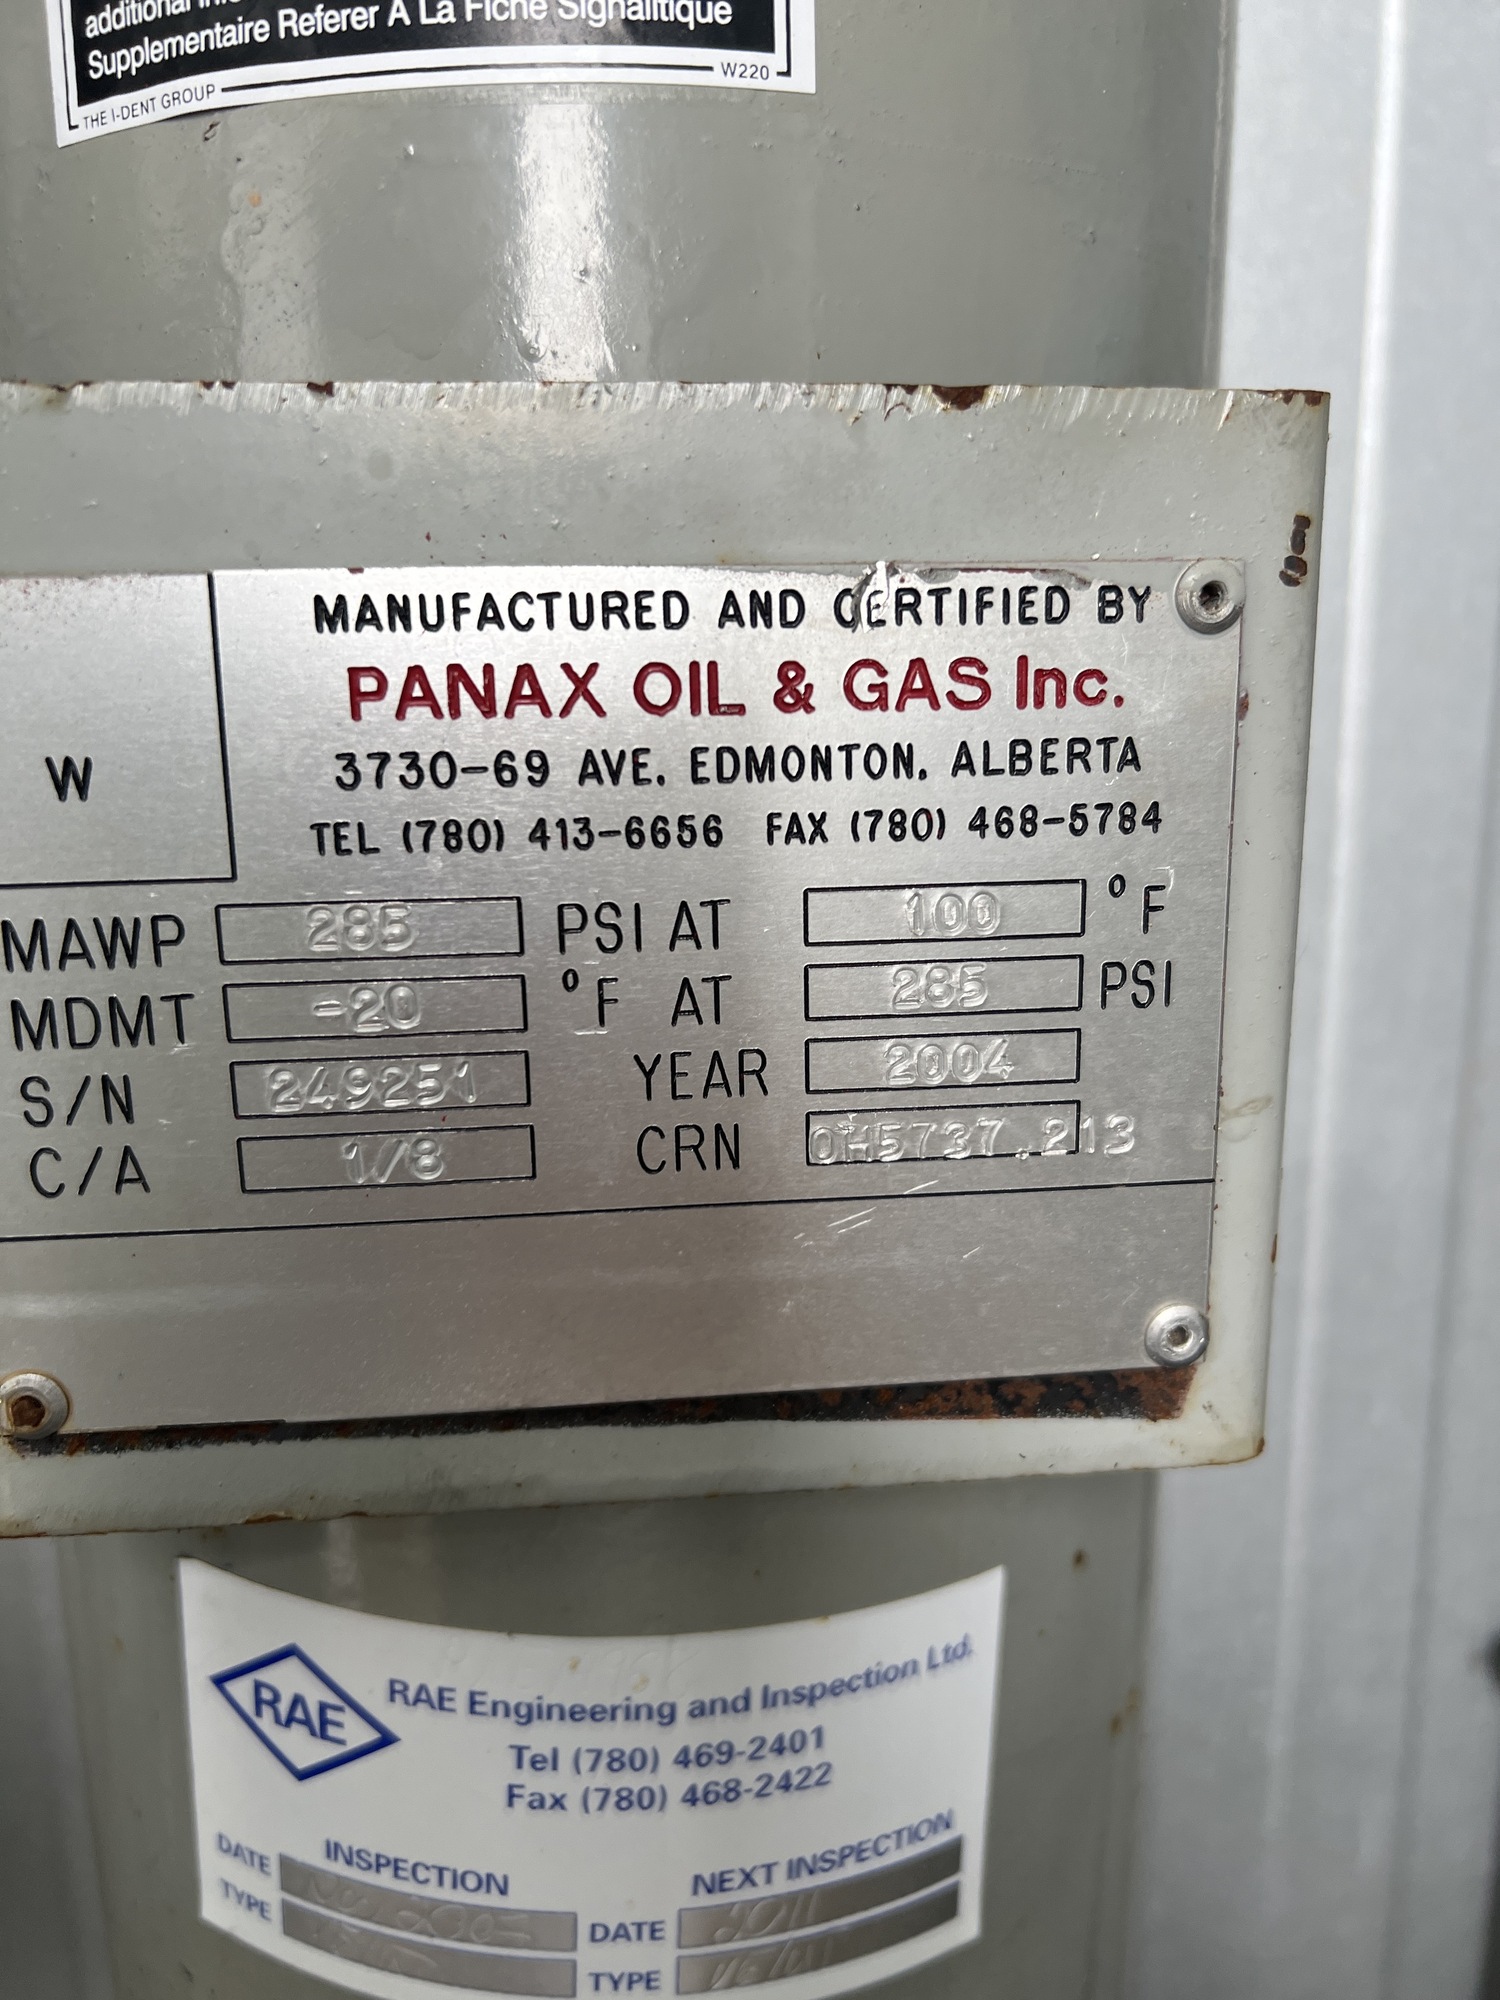 additional
Supplementaire Referer A La Fiche Signalitique
THE I-DENT GROUP W220
MANUFACTURED AND CERTIFIED BY
PANAX OIL & GAS Inc.
3730-69 AVE. EDMONTON. ALBERTA
TEL (780) 413-6656 FAX (780) 468-5784
W
MAWP 285 PSI AT 100 °F
MDMT -20 °F AT 285 PSI
S/N 249251 YEAR 2004
C/A 1/8 CRN 0H5737.213
RAE
RAE Engineering and Inspection Ltd.
Tel (780) 469-2401
Fax (780) 468-2422
INSPECTION NEXT INSPECTION
DATE DATE 2011
TYPE TYPE